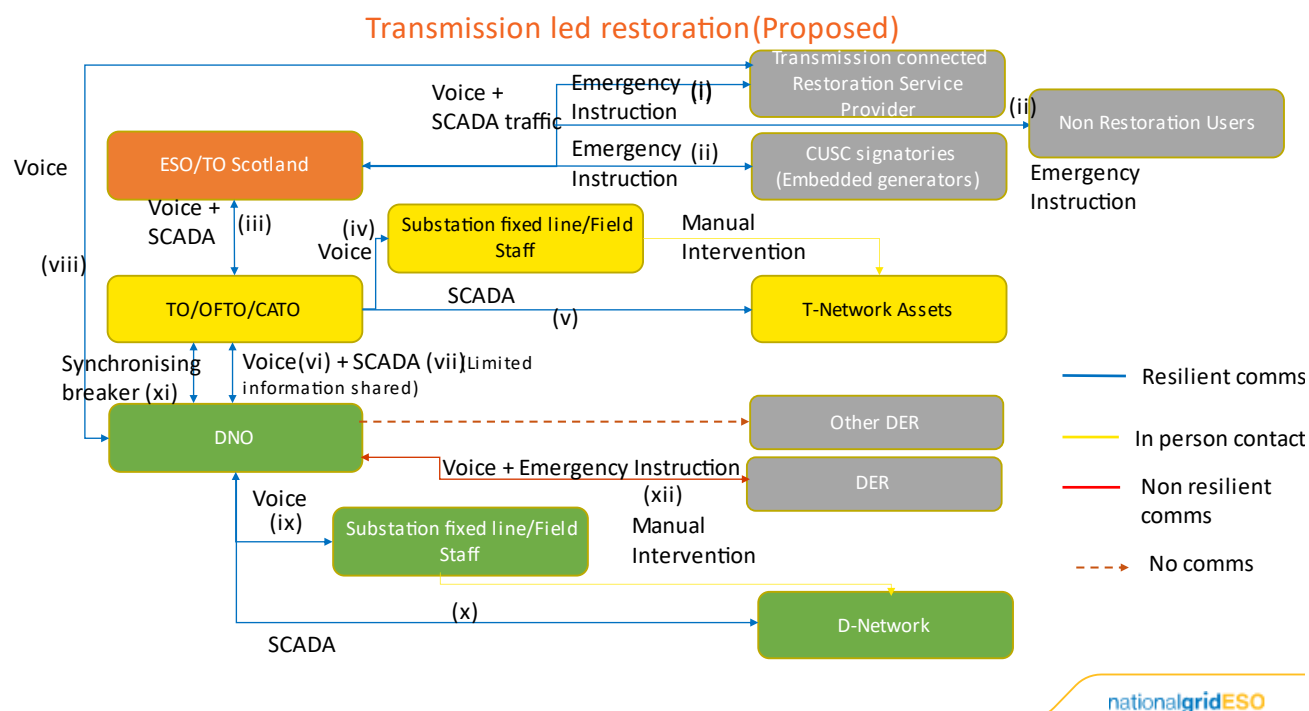 Transmission led restoration(Proposed)
Transmission connected
Restoration Service
Provider
Emergency
Instruction
(i)
Voice +
SCADA traffic
(ii)
Non Restoration Users
Emergency
Instruction
Voice
ESO/TO Scotland
Emergency
Instruction
(ii)
CUSC signatories
(Embedded generators)
Voice +
SCADA
(iii)
(iv)
Voice
Substation fixed line/Field
Staff
Manual
Intervention
(viii)
TO/OFTO/CATO
SCADA
(v)
T-Network Assets
Synchronising
breaker (xi)
Voice(vi) + SCADA (vii)(Limited
information shared)
Resilient comms
DNO
Other DER
In person contact
Voice + Emergency Instruction
(xii)
DER
Non resilient
comms
Voice
(ix)
Substation fixed line/Field
Staff
Manual
Intervention
No comms
(x)
SCADA
D-Network
nationalgridESO